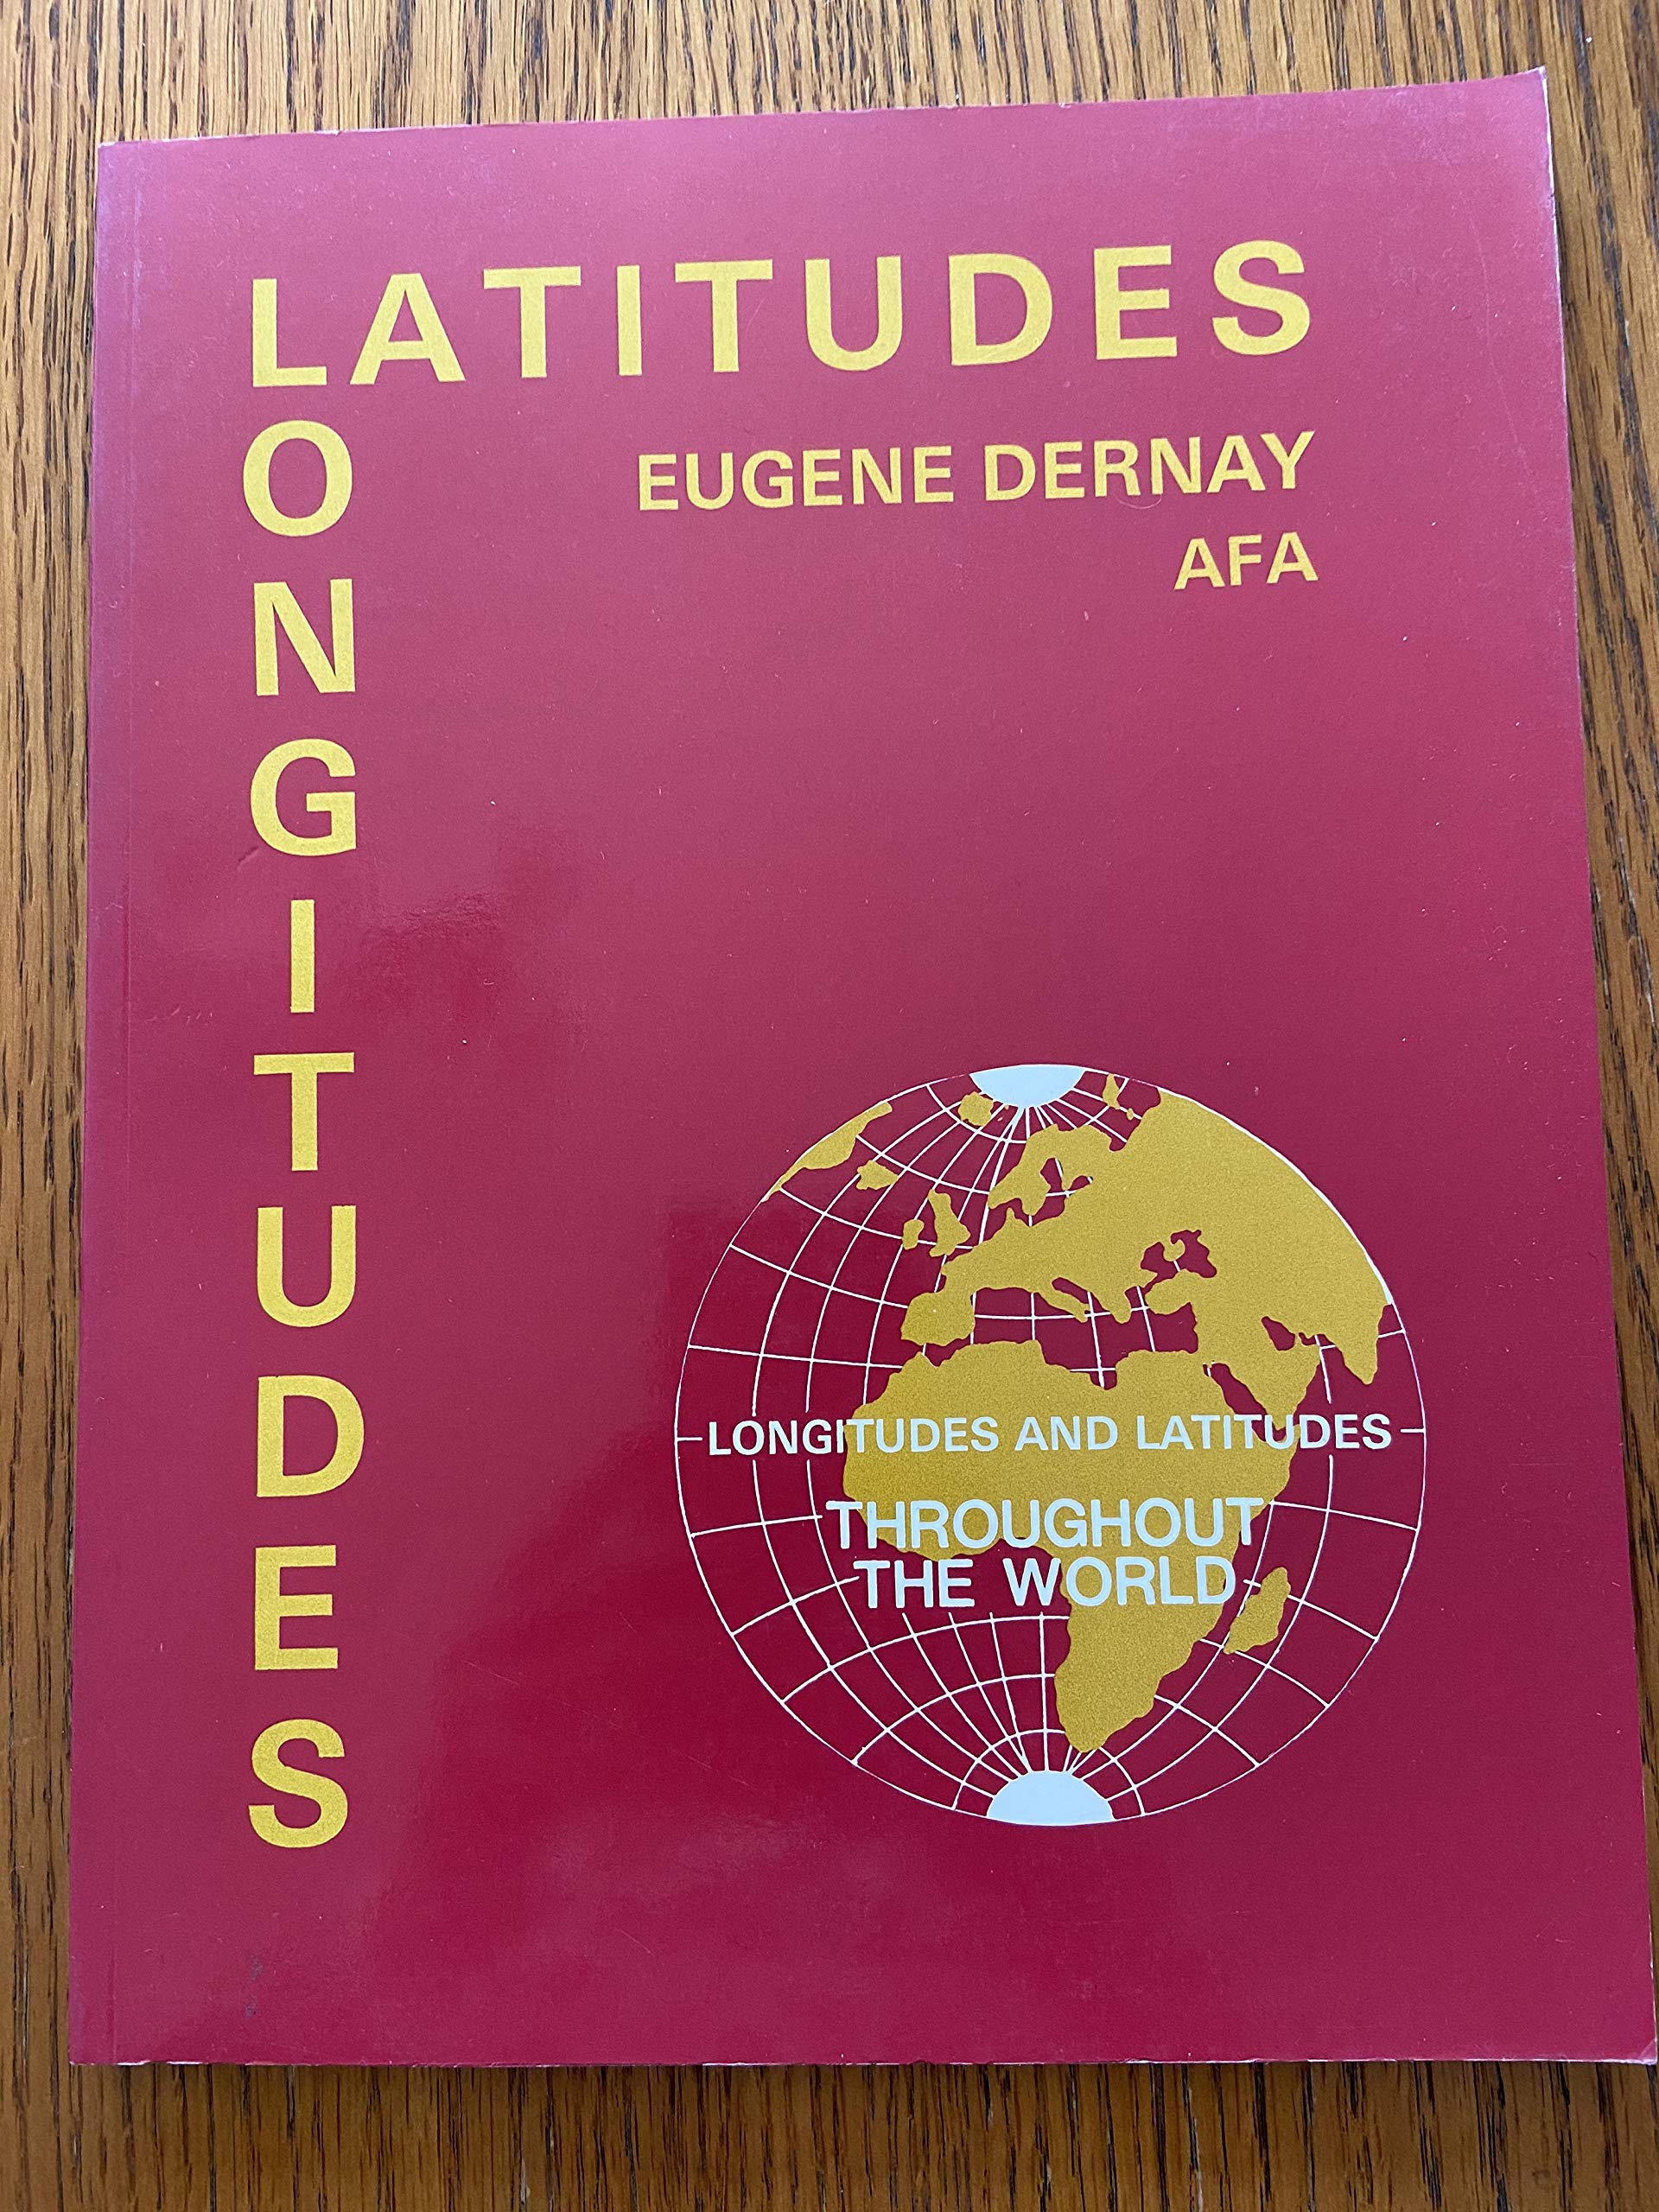 LATITUDES
LONGITUDES
EUGENE DERNAY
AFA
LONGITUDES AND LATITUDES
THROUGHOUT
THE WORLD